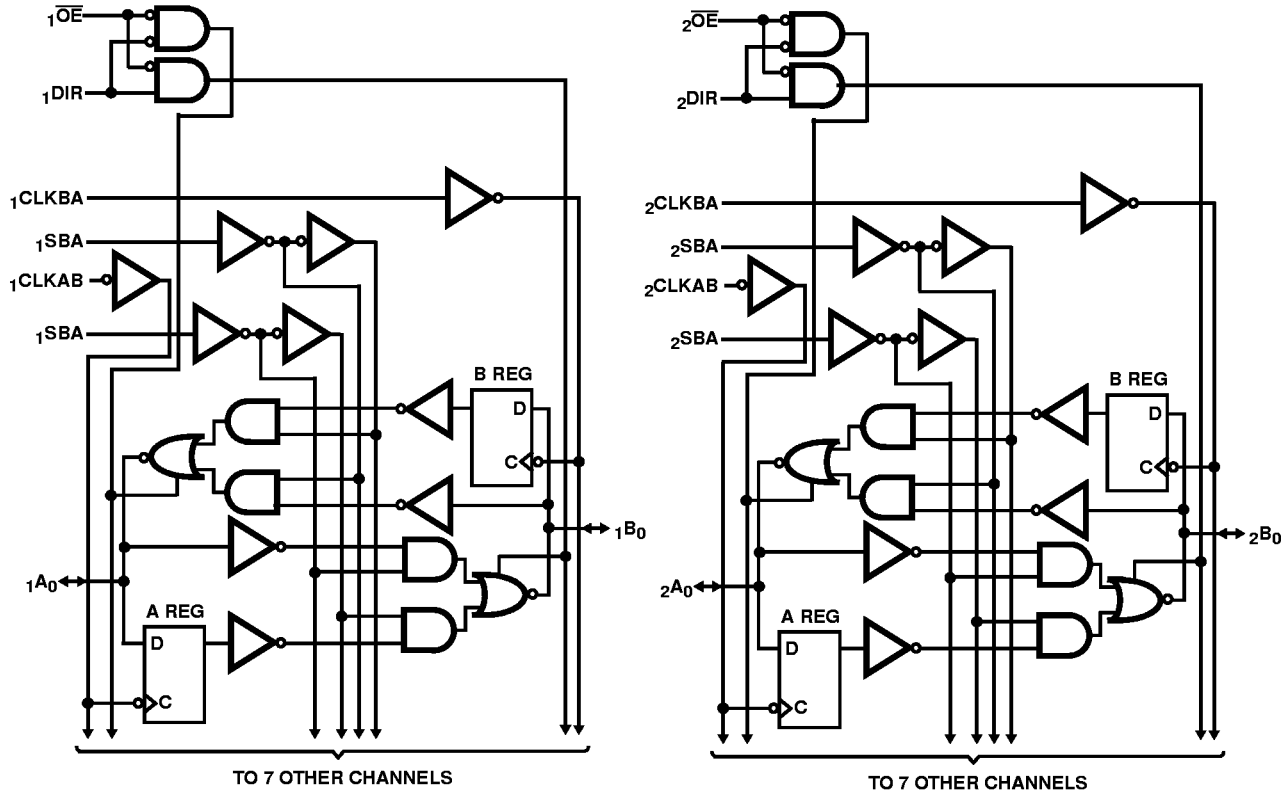 1OE
1DIR
1CLKBA
1SBA
1CLKAB
1SBA
B REG
D
C
1B0
1A0
A REG
D
C
TO 7 OTHER CHANNELS
2OE
2DIR
2CLKBA
2SBA
2CLKAB
2SBA
B REG
D
C
2B0
2A0
A REG
D
C
TO 7 OTHER CHANNELS